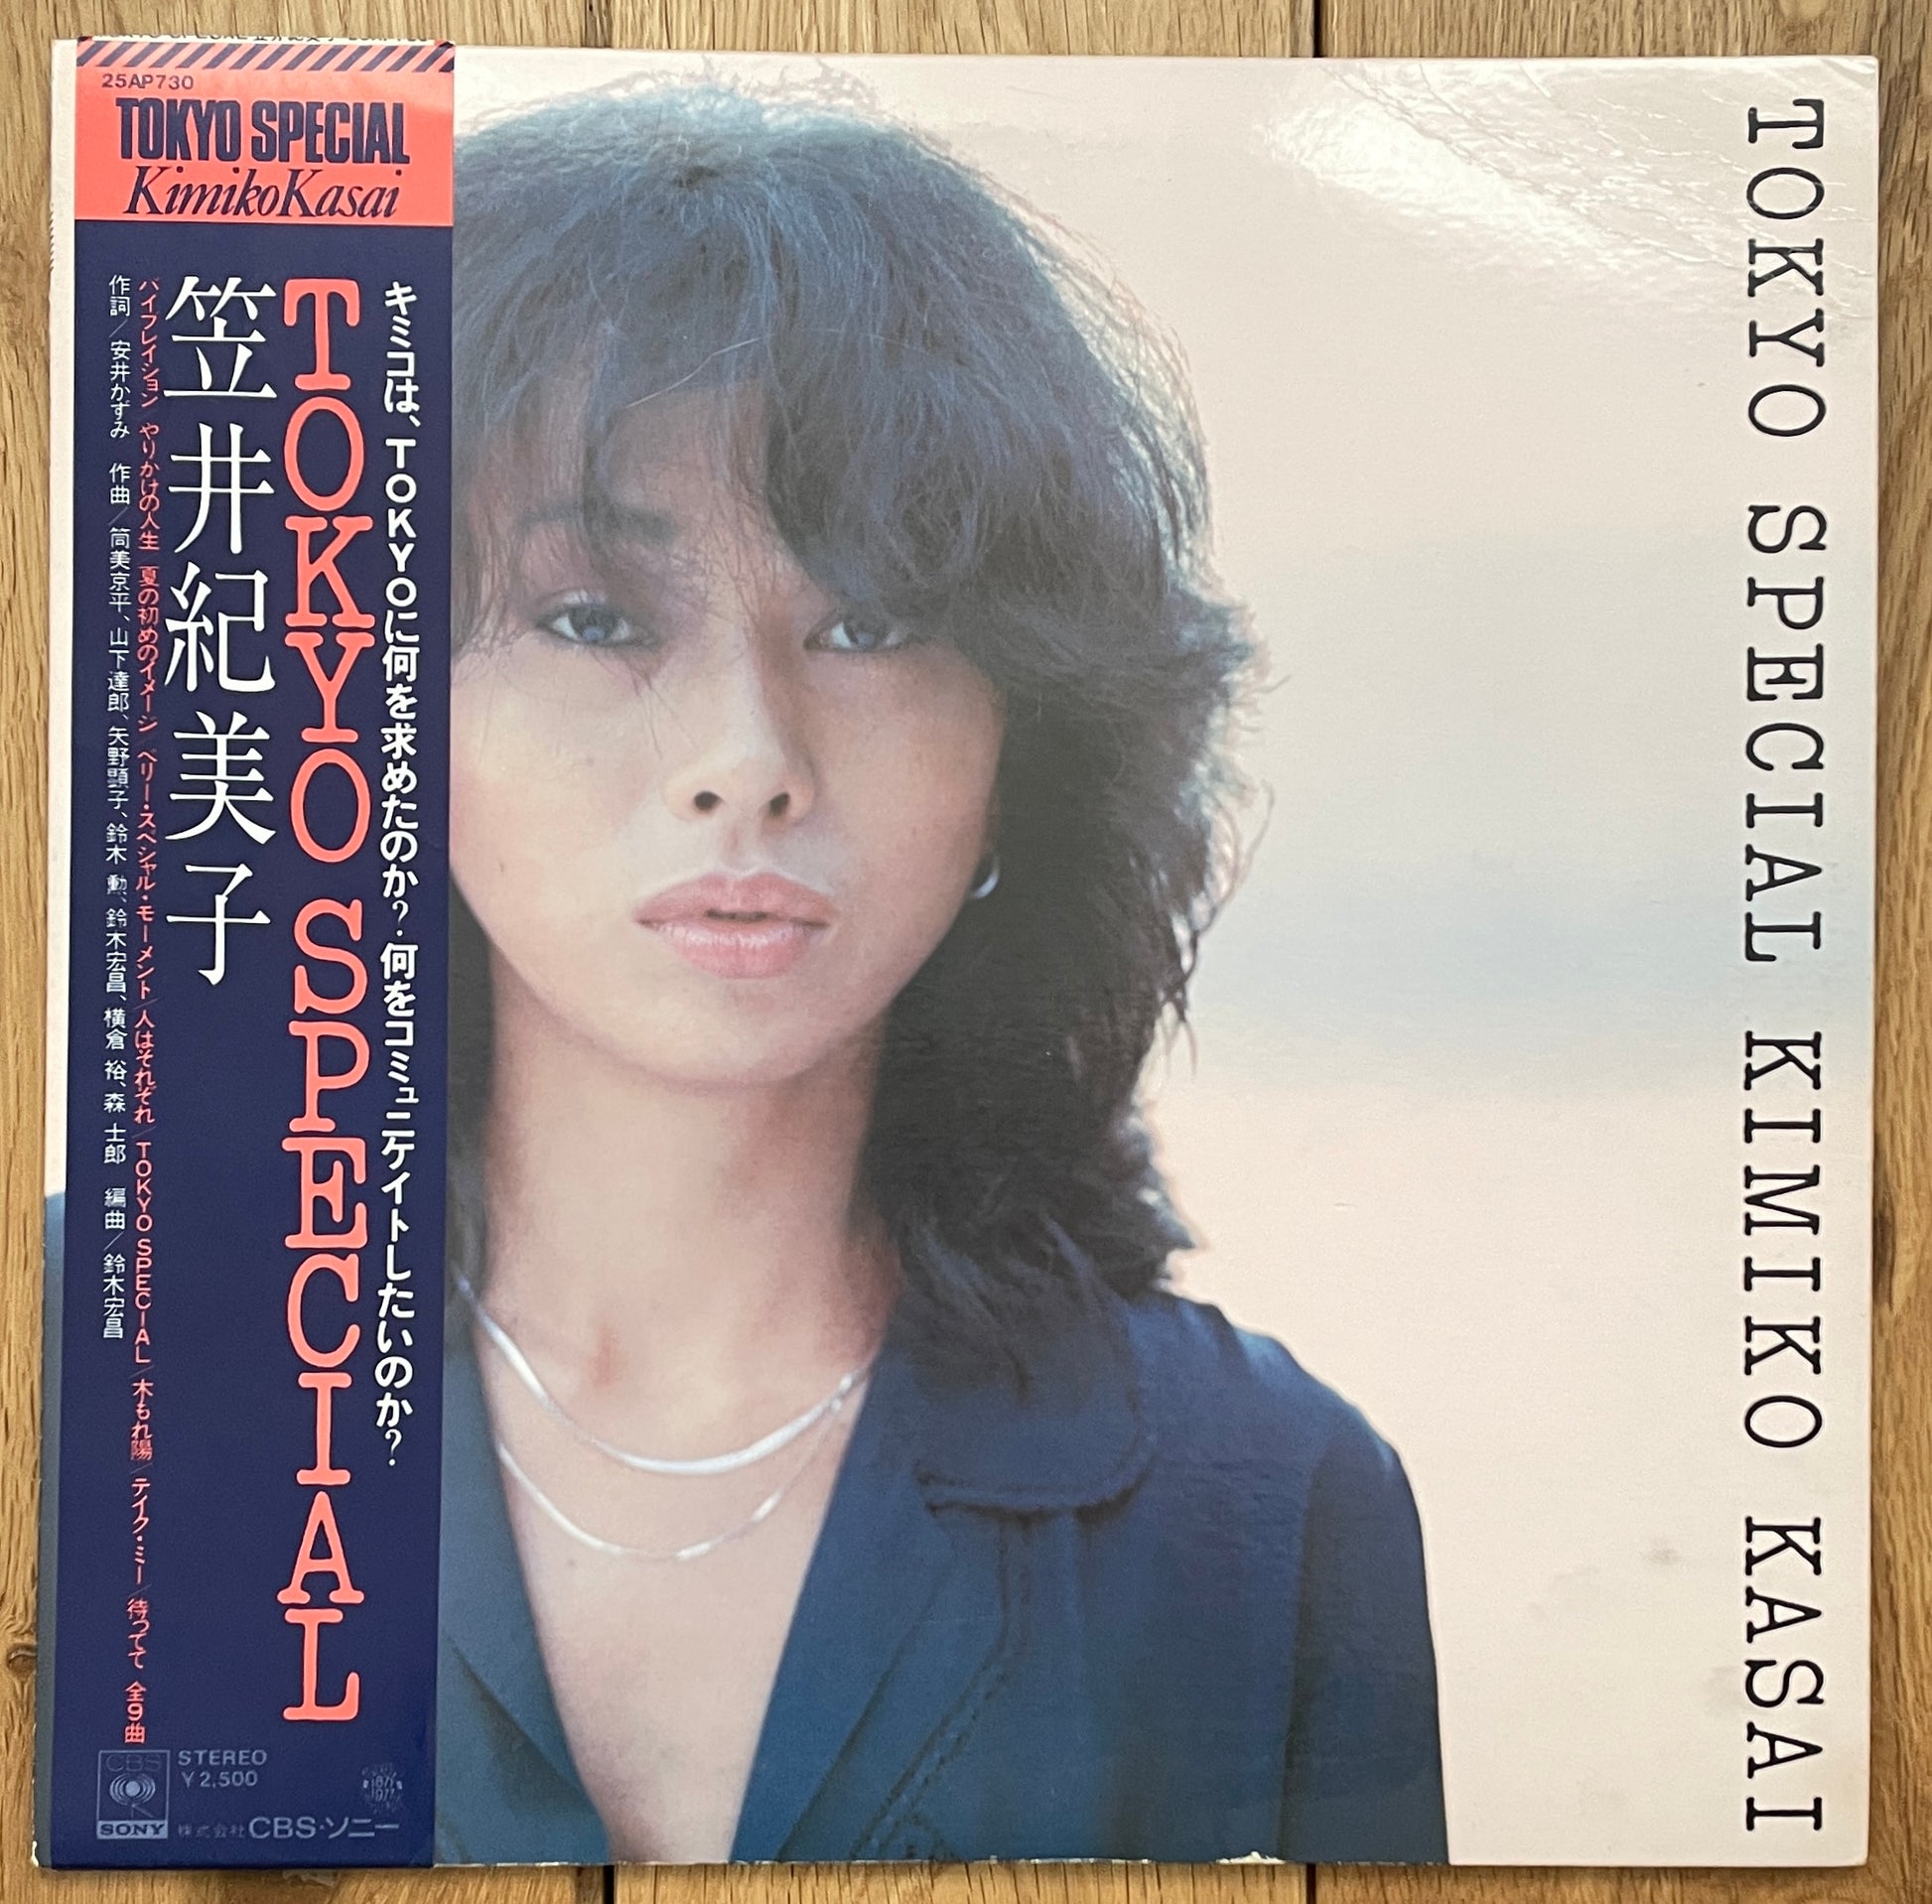 25AP730
TOKYO SPECIAL
Kimiko Kasai
キミコは、TOKYOに何を求めたのか?·何をコミュニケイトしたいのか?
TOKYO SPECIAL
笠井紀美子
バイブレイション/やりかけの人生/夏の初めのイメージ/ベリー・スペシャル・モーメント/人はそれぞれ/TOKYO SPECIAL/木もれ陽/テイク・ミー/待ってて 全9曲
作詞/安井かずみ 作曲/筒美京平、山下達郎、矢野顕子、鈴木 勲、鈴木宏昌、横倉 裕、森 士郎 編曲/鈴木宏昌
CBS
SONY
STEREO
¥2,500
1877
1977
株式会社CBS・ソニー
TOKYO SPECIAL KIMIKO KASAI